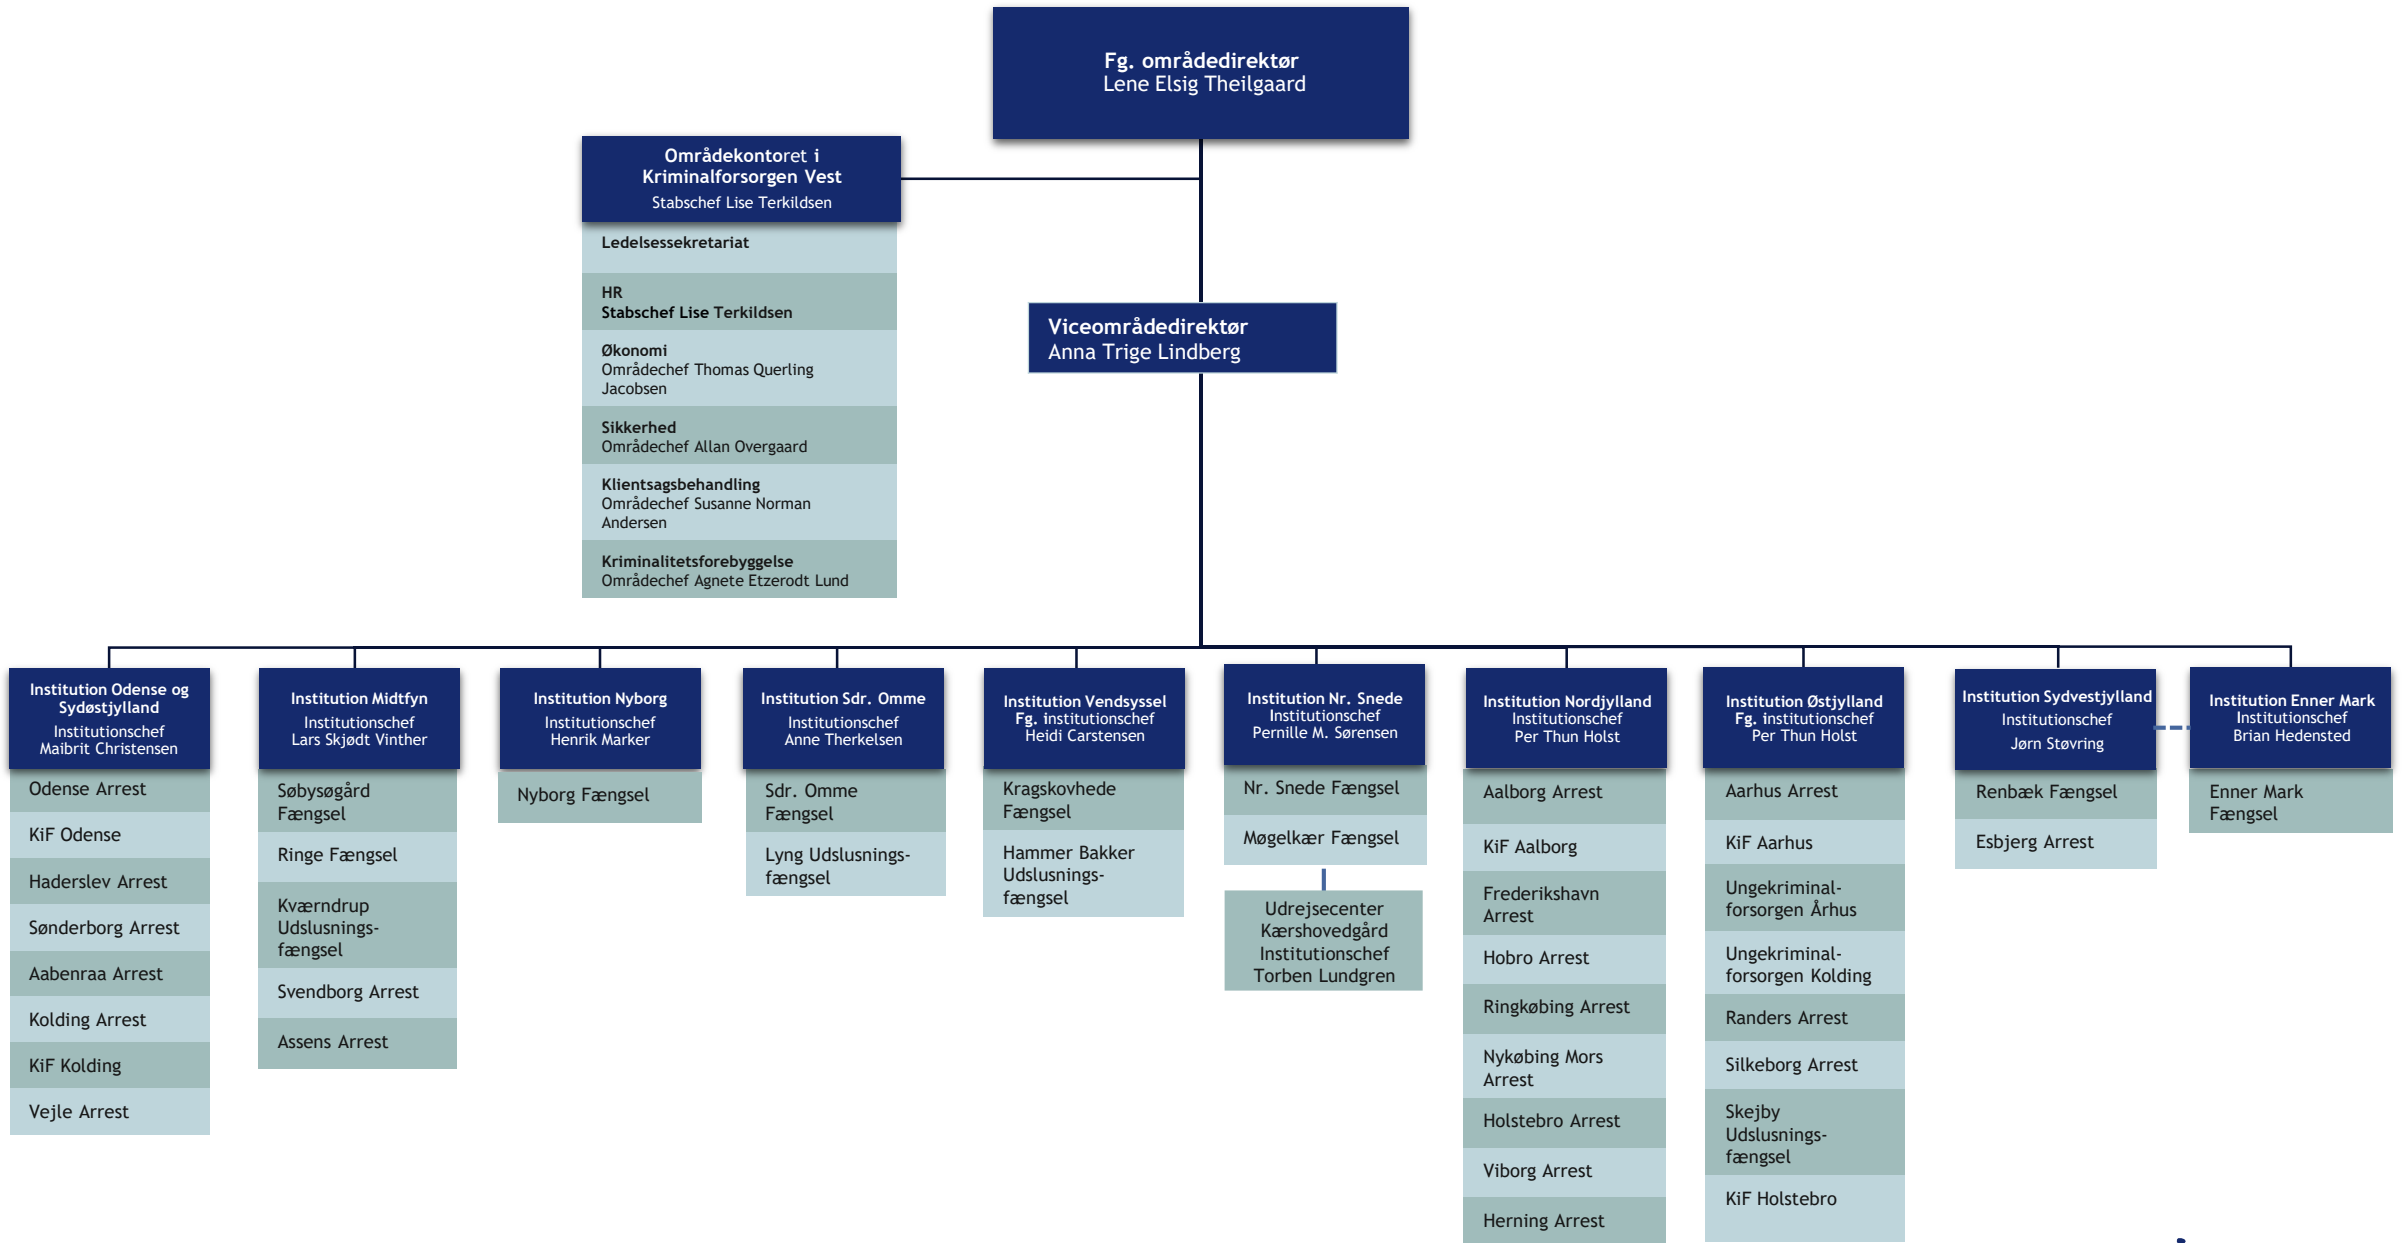 Fg. områdedirektør
Lene Elsig Theilgaard
Områdekontoret i
Kriminalforsorgen Vest
Stabschef Lise Terkildsen
Ledelsessekretariat
HR
Stabschef Lise Terkildsen
Økonomi
Områdechef Thomas Querling
Jacobsen
Sikkerhed
Områdechef Allan Overgaard
Klientsagsbehandling
Områdechef Susanne Norman
Andersen
Kriminalitetsforebyggelse
Områdechef Agnete Etzerodt Lund
Viceområdedirektør
Anna Trige Lindberg
Institution Odense og
Sydøstjylland
Institutionschef
Maibrit Christensen
Odense Arrest
KiF Odense
Haderslev Arrest
Sønderborg Arrest
Aabenraa Arrest
Kolding Arrest
KiF Kolding
Vejle Arrest
Institution Midtfyn
Institutionschef
Lars Skjødt Vinther
Søbysøgård
Fængsel
Ringe Fængsel
Kværndrup
Udslusnings-
fængsel
Svendborg Arrest
Assens Arrest
Institution Nyborg
Institutionschef
Henrik Marker
Nyborg Fængsel
Institution Sdr. Omme
Institutionschef
Anne Therkelsen
Sdr. Omme
Fængsel
Lyng Udslusnings-
fængsel
Institution Vendsyssel
Fg. institutionschef
Heidi Carstensen
Kragskovhede
Fængsel
Hammer Bakker
Udslusnings-
fængsel
Institution Nr. Snede
Institutionschef
Pernille M. Sørensen
Nr. Snede Fængsel
Møgelkær Fængsel
Udrejsecenter
Kærshovedgård
Institutionschef
Torben Lundgren
Institution Nordjylland
Institutionschef
Per Thun Holst
Aalborg Arrest
KiF Aalborg
Frederikshavn
Arrest
Hobro Arrest
Ringkøbing Arrest
Nykøbing Mors
Arrest
Holstebro Arrest
Viborg Arrest
Herning Arrest
Institution Østjylland
Fg. institutionschef
Per Thun Holst
Aarhus Arrest
KiF Aarhus
Ungekriminal-
forsorgen Århus
Ungekriminal-
forsorgen Kolding
Randers Arrest
Silkeborg Arrest
Skejby
Udslusnings-
fængsel
KiF Holstebro
Institution Sydvestjylland
Institutionschef
Jørn Støvring
Renbæk Fængsel
Esbjerg Arrest
Institution Enner Mark
Institutionschef
Brian Hedensted
Enner Mark
Fængsel